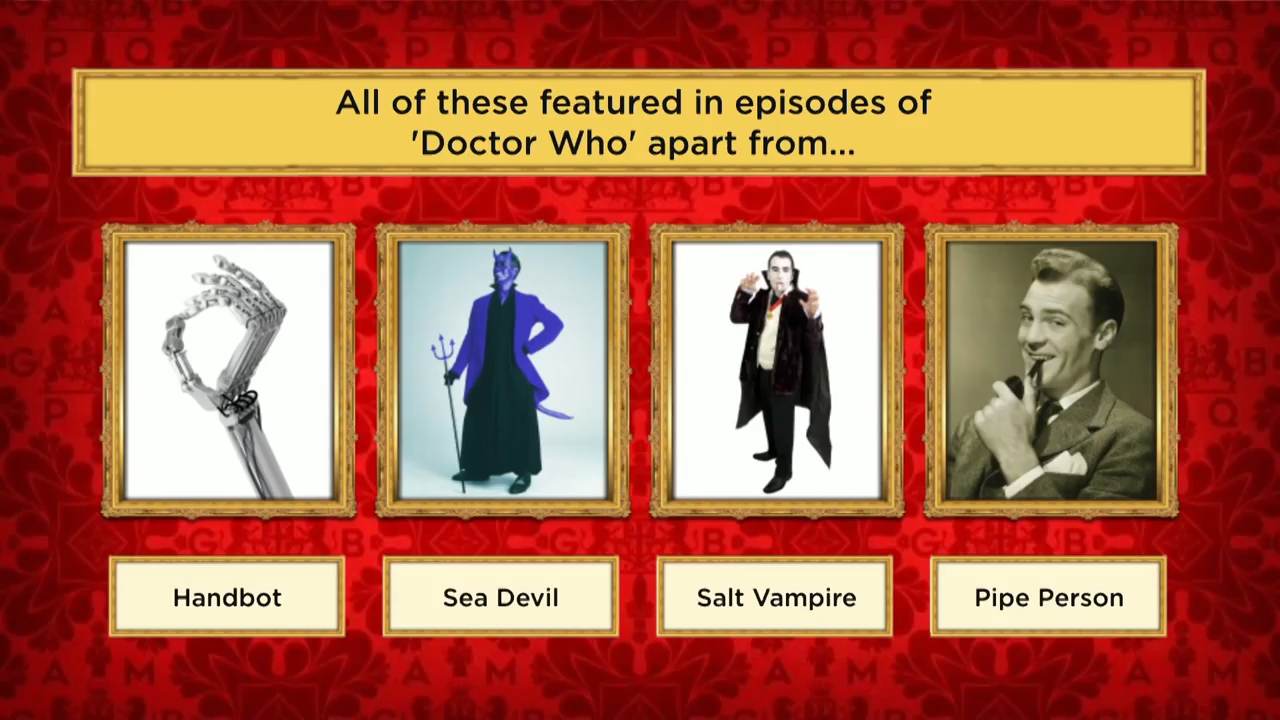 All of these featured in episodes of
'Doctor Who' apart from...
Handbot
Sea Devil
Salt Vampire
Pipe Person